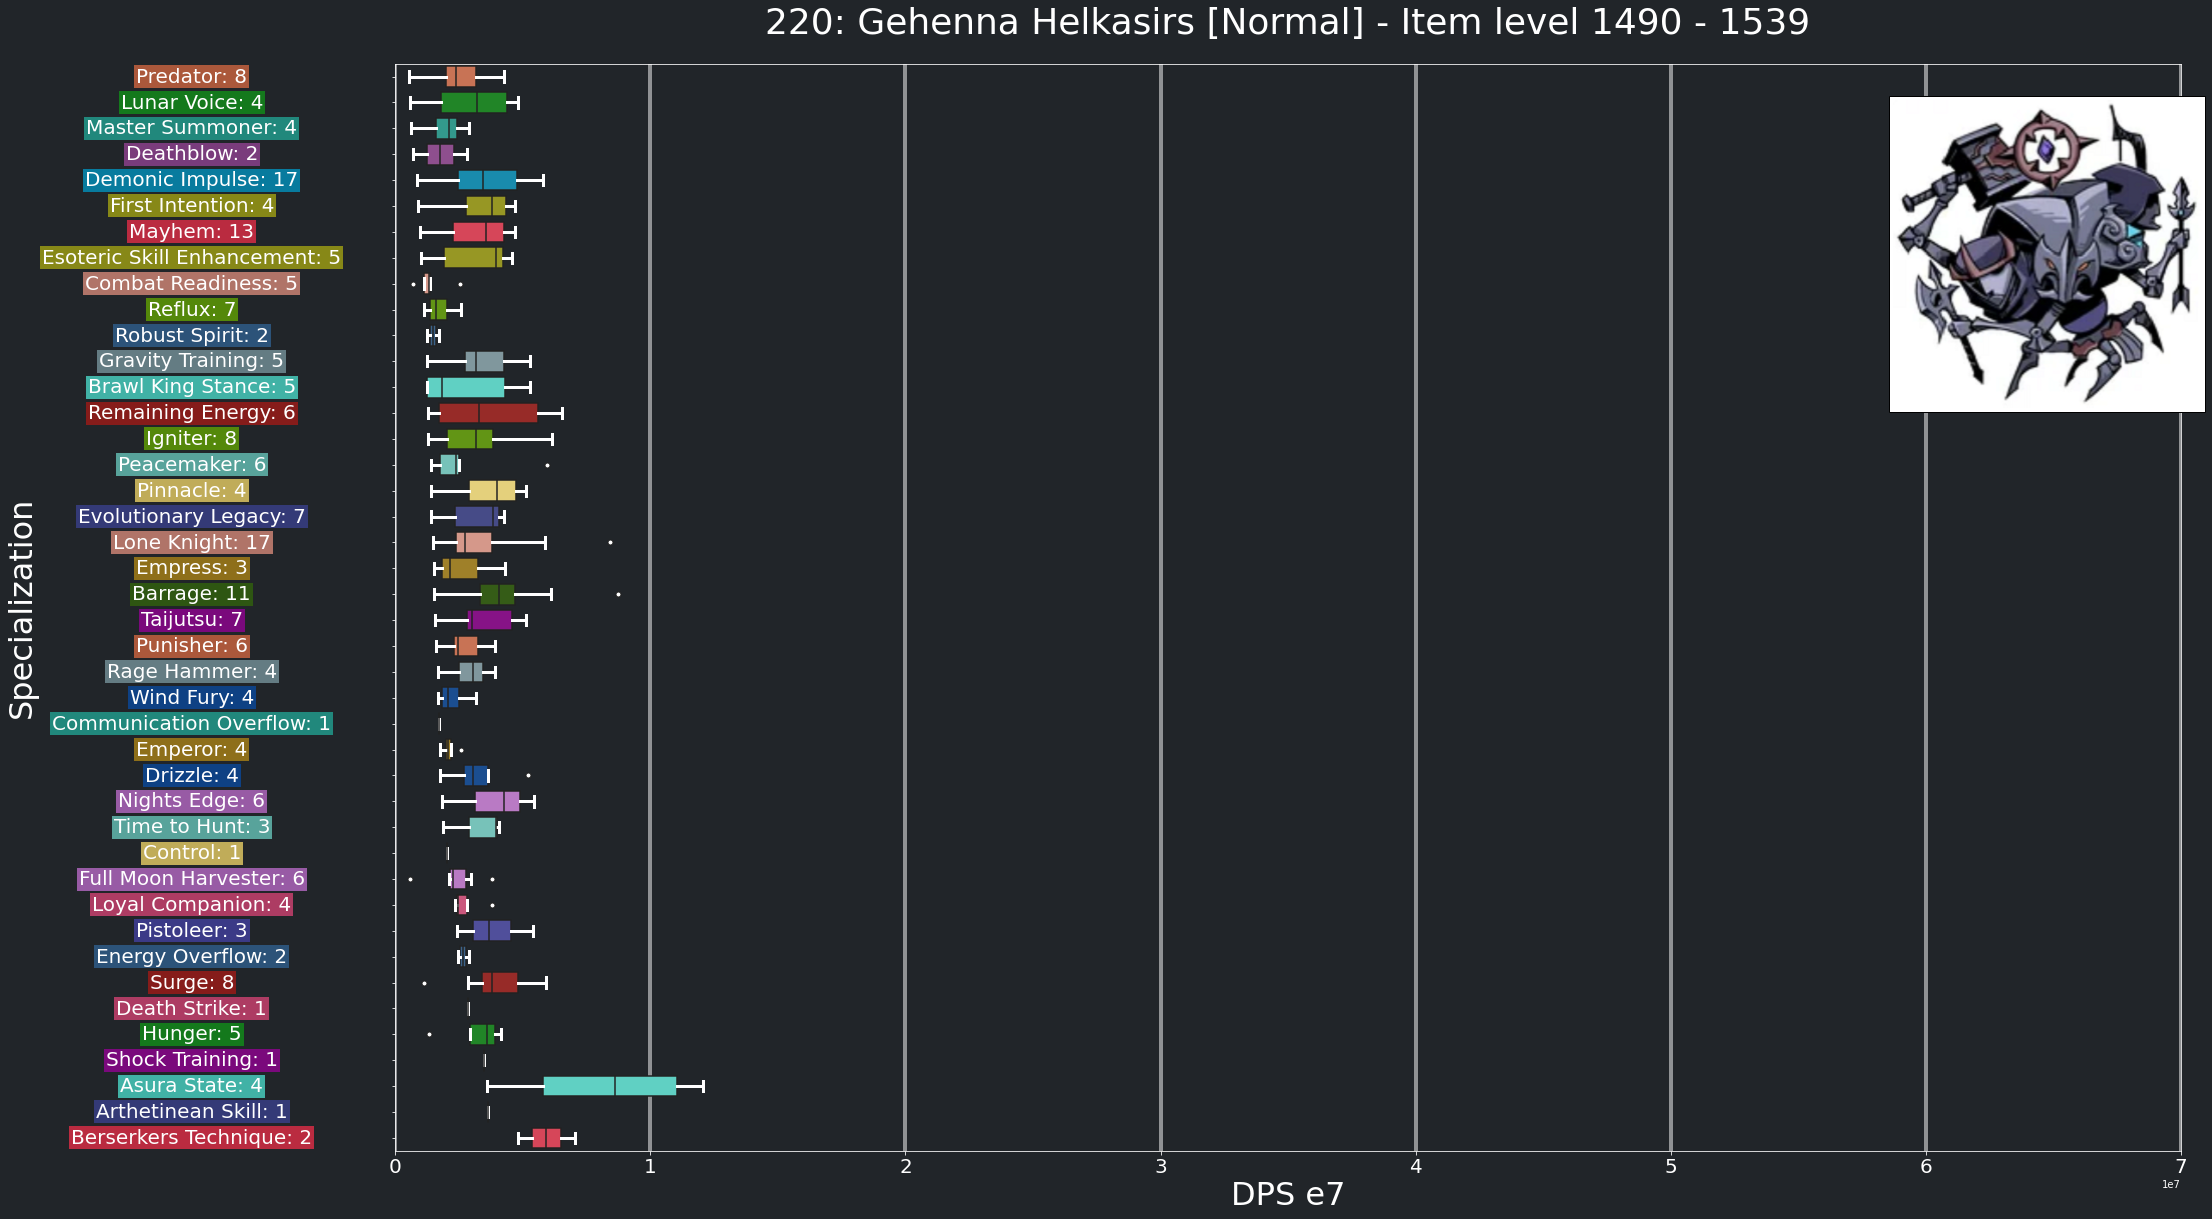 220: Gehenna Helkasirs [Normal] - Item level 1490 - 1539
Predator: 8
Lunar Voice: 4
Master Summoner: 4
Deathblow: 2
Demonic Impulse: 17
First Intention: 4
Mayhem: 13
Esoteric Skill Enhancement: 5
Combat Readiness: 5
Reflux: 7
Robust Spirit: 2
Gravity Training: 5
Brawl King Stance: 5
Remaining Energy: 6
Igniter: 8
Peacemaker: 6
Pinnacle: 4
Evolutionary Legacy: 7
Lone Knight: 17
Empress: 3
Barrage: 11
Taijutsu: 7
Punisher: 6
Rage Hammer: 4
Wind Fury: 4
Communication Overflow: 1
Emperor: 4
Drizzle: 4
Nights Edge: 6
Time to Hunt: 3
Control: 1
Full Moon Harvester: 6
Loyal Companion: 4
Pistoleer: 3
Energy Overflow: 2
Surge: 8
Death Strike: 1
Hunger: 5
Shock Training: 1
Asura State: 4
Arthetinean Skill: 1
Berserkers Technique: 2
Specialization
0 1 2 3 4 5 6 7
1e7
DPS e7